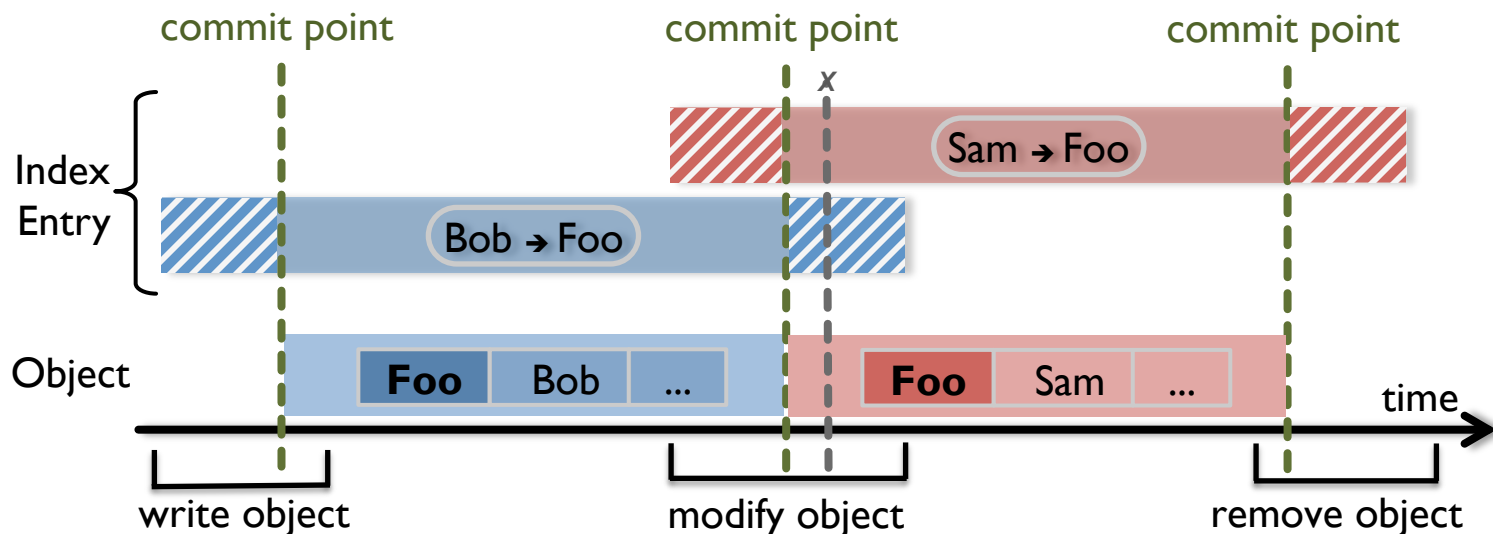 commit point
commit point
commit point
x
Sam → Foo
Index
Entry
Bob → Foo
Object
Foo Bob ...
Foo Sam ...
time
write object
modify object
remove object